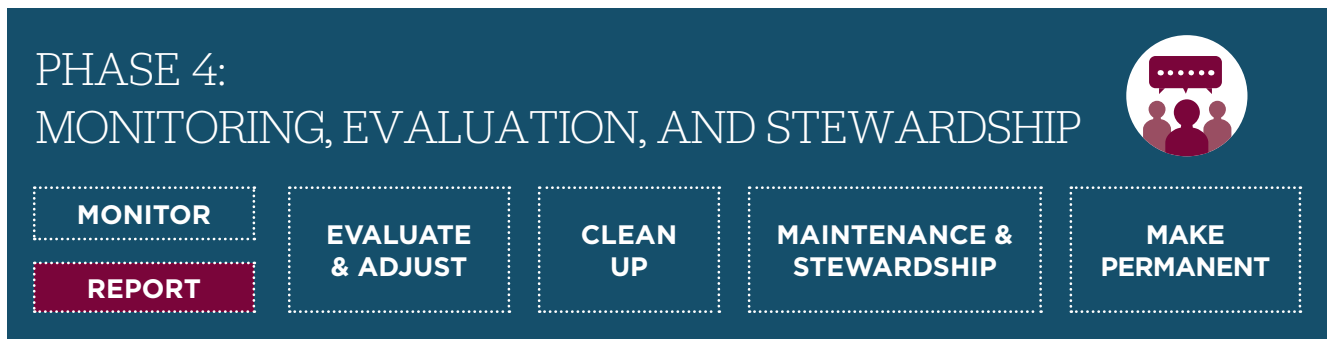 PHASE 4:
MONITORING, EVALUATION, AND STEWARDSHIP
MONITOR
REPORT
EVALUATE
& ADJUST
CLEAN
UP
MAINTENANCE &
STEWARDSHIP
MAKE
PERMANENT